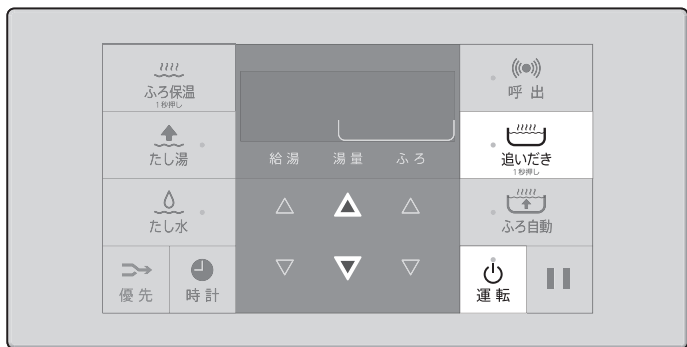 ふろ保温
1秒押し
たし湯
たし水
優先
時計
給湯
湯量
ふろ
呼出
追いだき
1秒押し
ふろ自動
運転